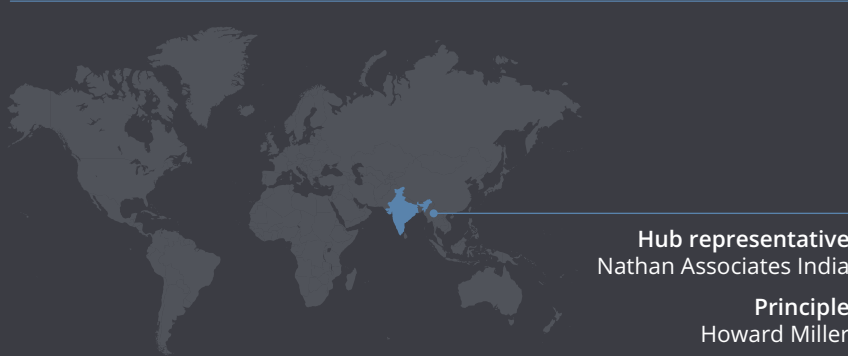 Hub representative
Nathan Associates India
Principle
Howard Miller